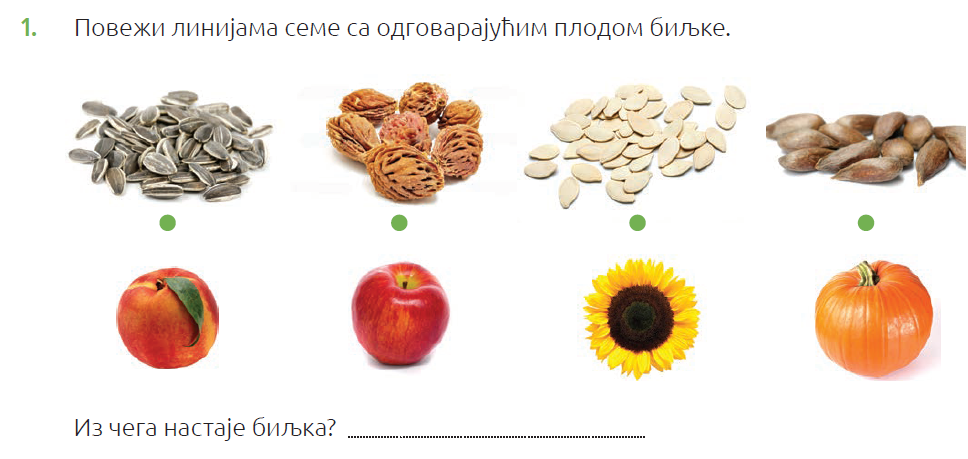 1. Повежи линијама семе са одговарајућим плодом биљке.
Из чега настаје биљка?